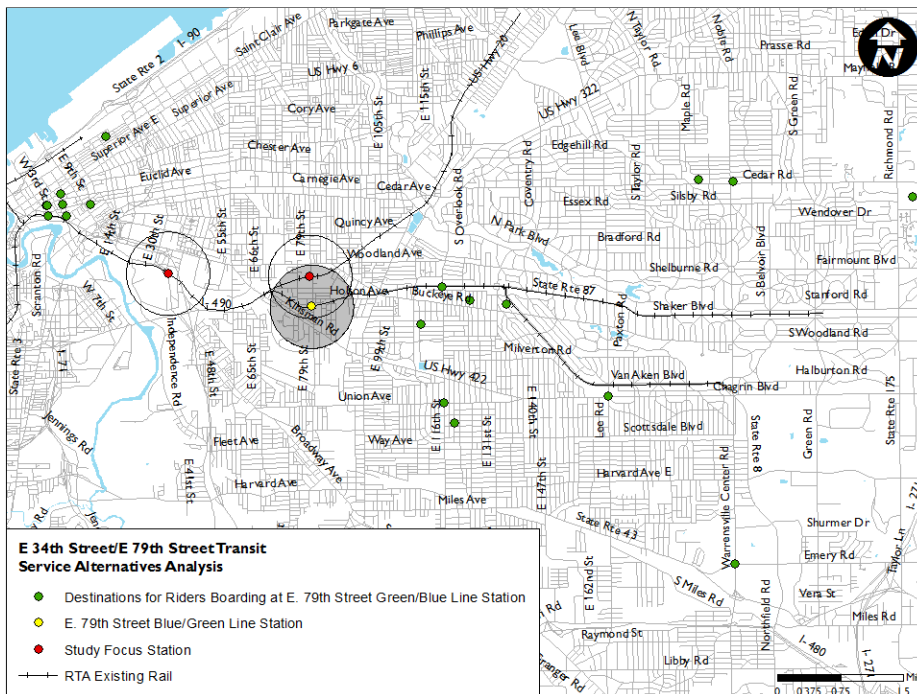 Parkgate Ave
Phillips Ave
I- 90
Saint Clair Ave
State Rte 2
US Hwy 20
N Taylor Rd
Lee Blvd
Noble Rd
Prasse Rd
US Hwy 6
Superior Ave
E 115th St
Cory Ave
E 105th St
US Hwy 322
Maple Rd
S Green Rd
Richmond Rd
N
Superior Ave E
Chester Ave
Edgehill Rd
Coventry Rd
S Taylor Rd
E 9th St
W 3rd St
Euclid Ave
Carnegie Ave
Cedar Ave
S Overlook Rd
Essex Rd
Silsby Rd
Cedar Rd
Wendover Dr
E 14th St
E 30th St
E 55th St
E 66th St
E 79th St
Quincy Ave
N Park Blvd
Bradford Rd
S Belvoir Blvd
Woodland Ave
Shelburne Rd
Fairmount Blvd
Scranton Rd
W 7th St
I- 490
Holton Ave
Buckeye Rd
State Rte 87
Paxton Rd
Shaker Blvd
Stanford Rd
Kinsman Rd
S Woodland Rd
State Rte 3
I- 71
Independence Rd
E 48th St
E 65th St
E 79th St
E 99th St
Milverton Rd
US Hwy 422
Van Aken Blvd
Halburton Rd
Chagrin Blvd
Union Ave
State Rte 175
Jennings Rd
Fleet Ave
Broadway Ave
Way Ave
E 116th St
E 131st St
E 140th St
Lee Rd
Scottsdale Blvd
State Rte 8
Green Rd
E 41st St
Harvard Ave
E 147th St
Harvard Ave E
Warrensville Center Rd
I- 271
Miles Ave
State Rte 43
Shurmer Dr
Emery Rd
Taylor Ln
E 162nd St
S Miles Rd
Vera St
Northfield Rd
Miles Rd
Raymond St
I- 480
I- 271
Granger Rd
Libby Rd
E 34th Street/E 79th Street Transit
Service Alternatives Analysis
Destinations for Riders Boarding at E. 79th Street Green/Blue Line Station
E. 79th Street Blue/Green Line Station
Study Focus Station
RTA Existing Rail
0 0.375 0.75